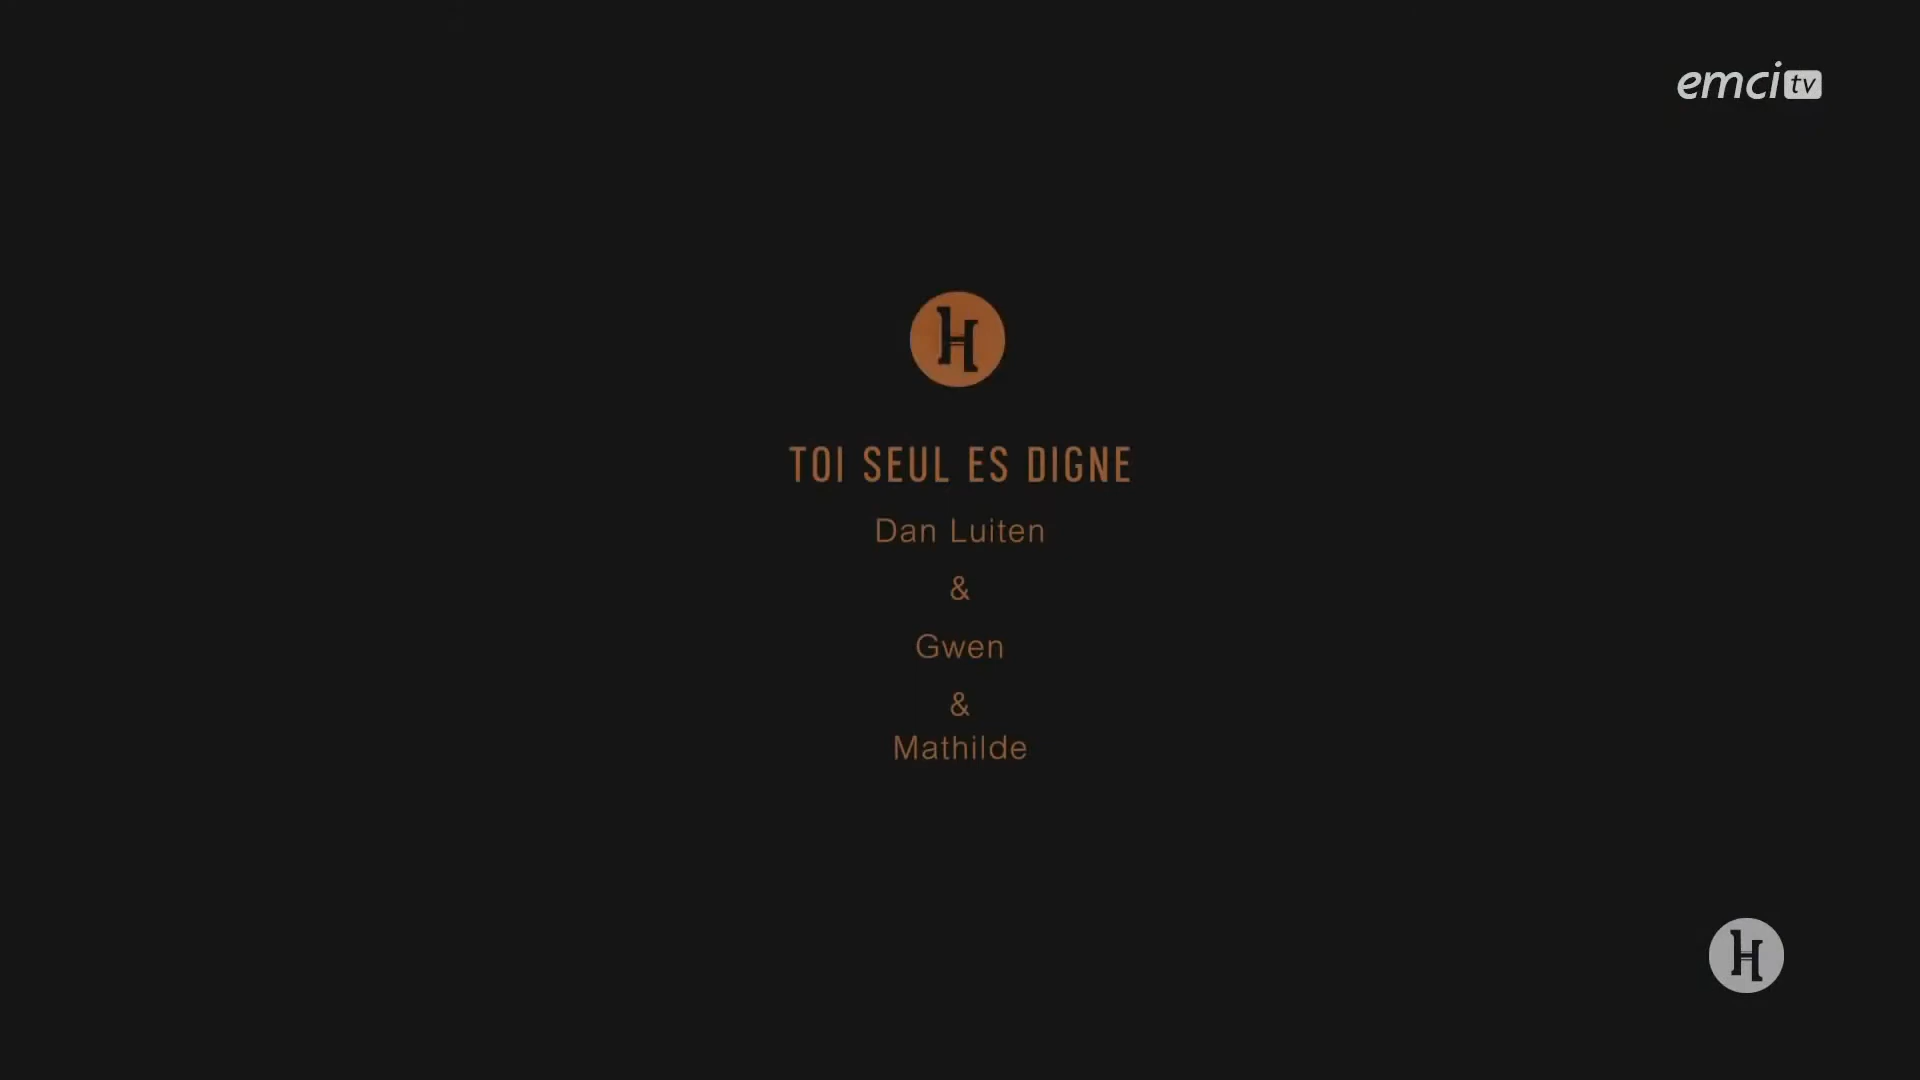 emci tv
H
TOI SEUL ES DIGNE
Dan Luiten
&
Gwen
&
Mathilde
H